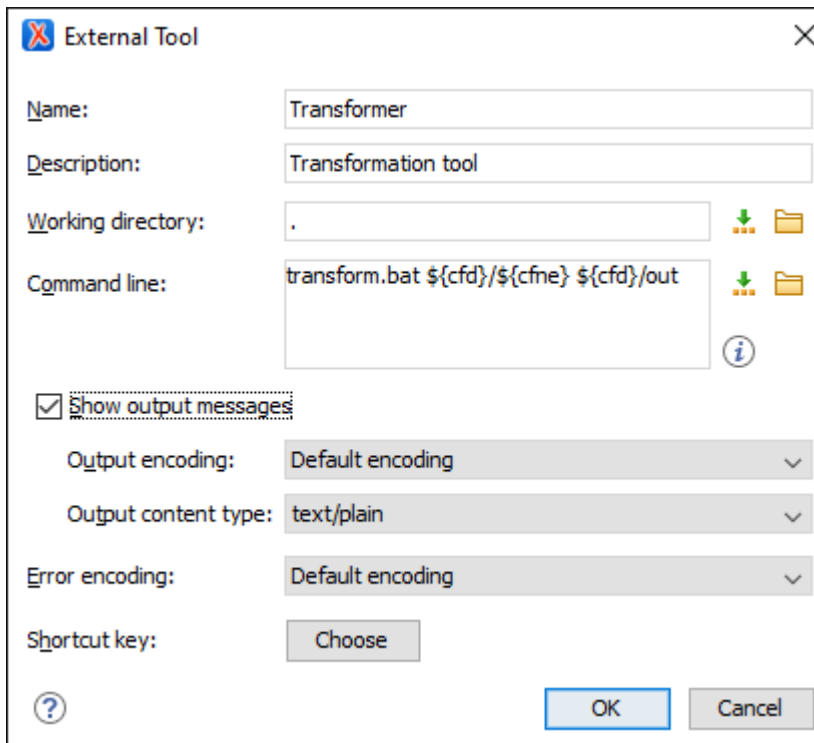 External Tool
Name: Transformer
Description: Transformation tool
Working directory: .
Command line: transform.bat ${cfd}/${cfne} ${cfd}/out
Show output messages
Output encoding: Default encoding
Output content type: text/plain
Error encoding: Default encoding
Shortcut key: Choose
OK Cancel